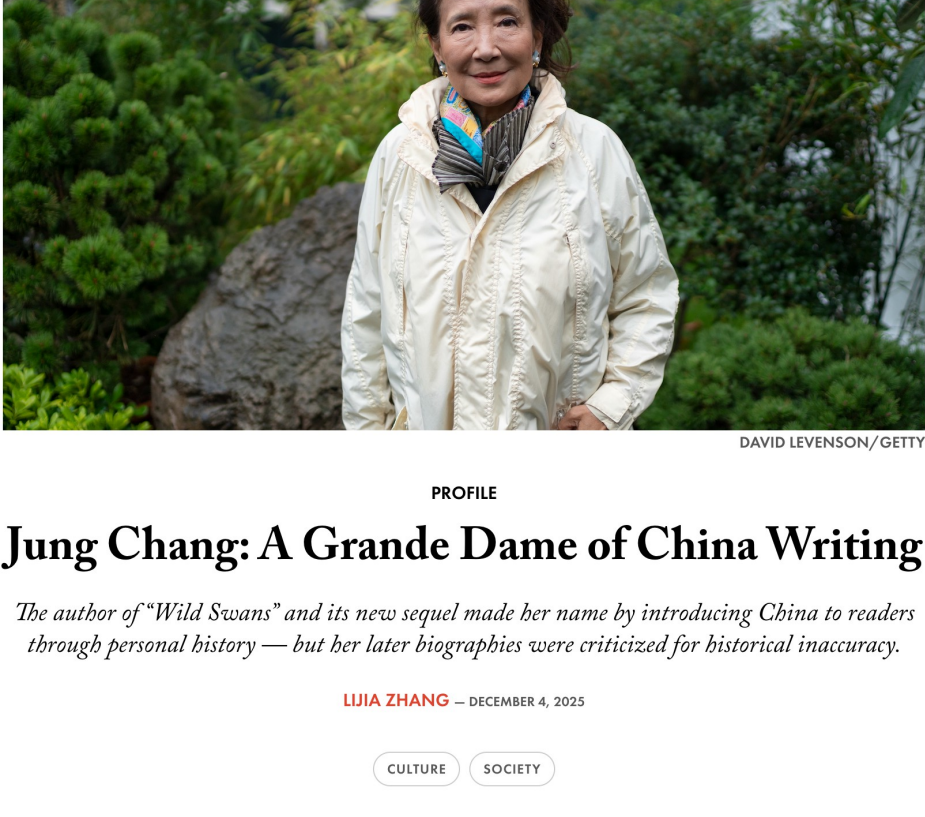 DAVID LEVENSON/GETTY
PROFILE
Jung Chang: A Grande Dame of China Writing
The author of “Wild Swans” and its new sequel made her name by introducing China to readers
through personal history — but her later biographies were criticized for historical inaccuracy.
LIJIA ZHANG — DECEMBER 4, 2025
CULTURE SOCIETY